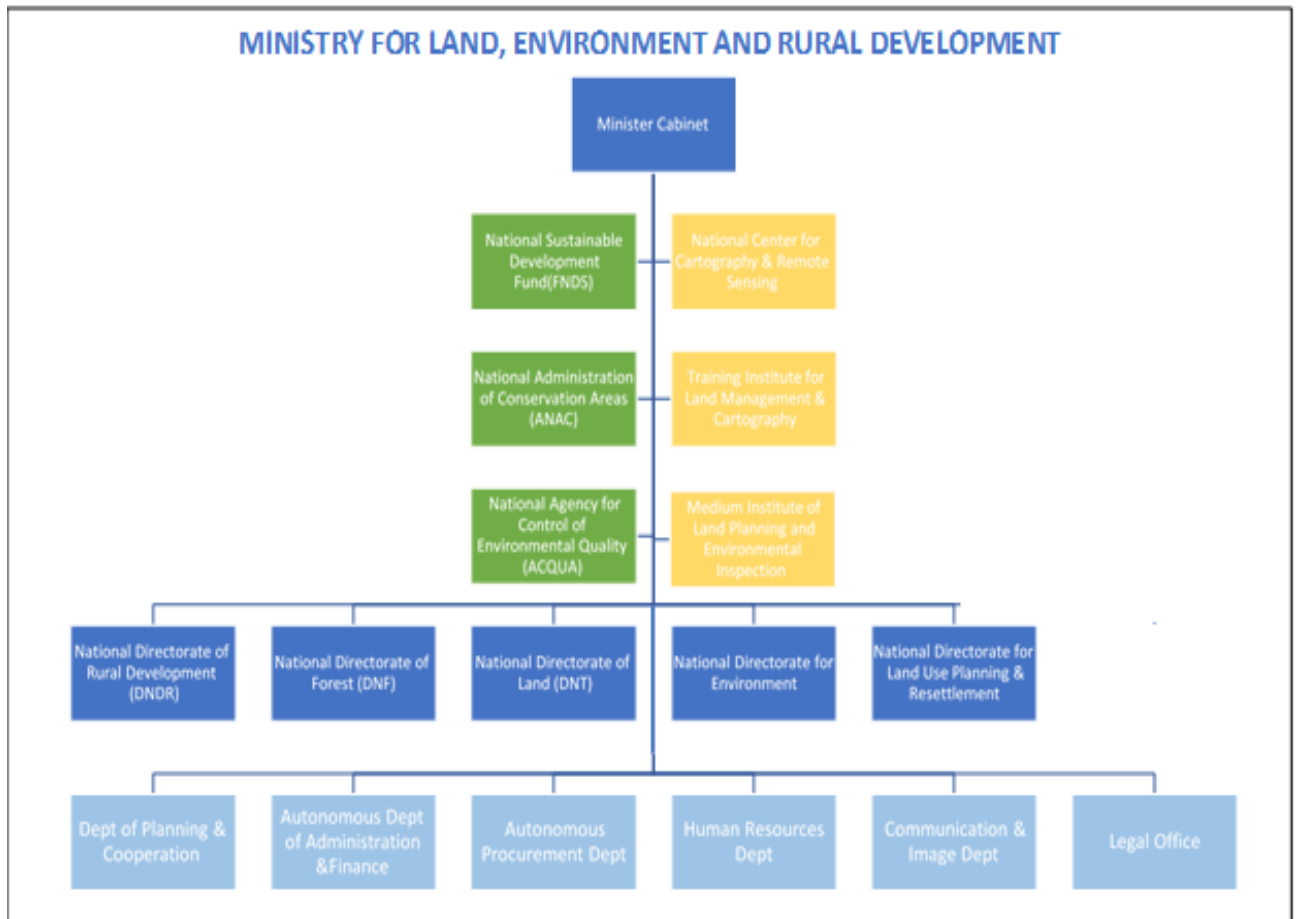 MINISTRY FOR LAND, ENVIRONMENT AND RURAL DEVELOPMENT
Minister Cabinet
National Sustainable
Development
Fund(FNDS)
National Center for
Cartography & Remote
Sensing
National Administration
of Conservation Areas
(ANAC)
Training Institute for
Land Management &
Cartography
National Agency for
Control of
Environmental Quality
(ACQUA)
Medium Institute of
Land Planning and
Environmental
Inspection
National Directorate of
Rural Development
(DNDR)
National Directorate of
Forest (DNF)
National Directorate of
Land (DNT)
National Directorate for
Environment
National Directorate for
Land Use Planning &
Resettlement
Dept of Planning &
Cooperation
Autonomous Dept
of Administration
&Finance
Autonomous
Procurement Dept
Human Resources
Dept
Communication &
Image Dept
Legal Office